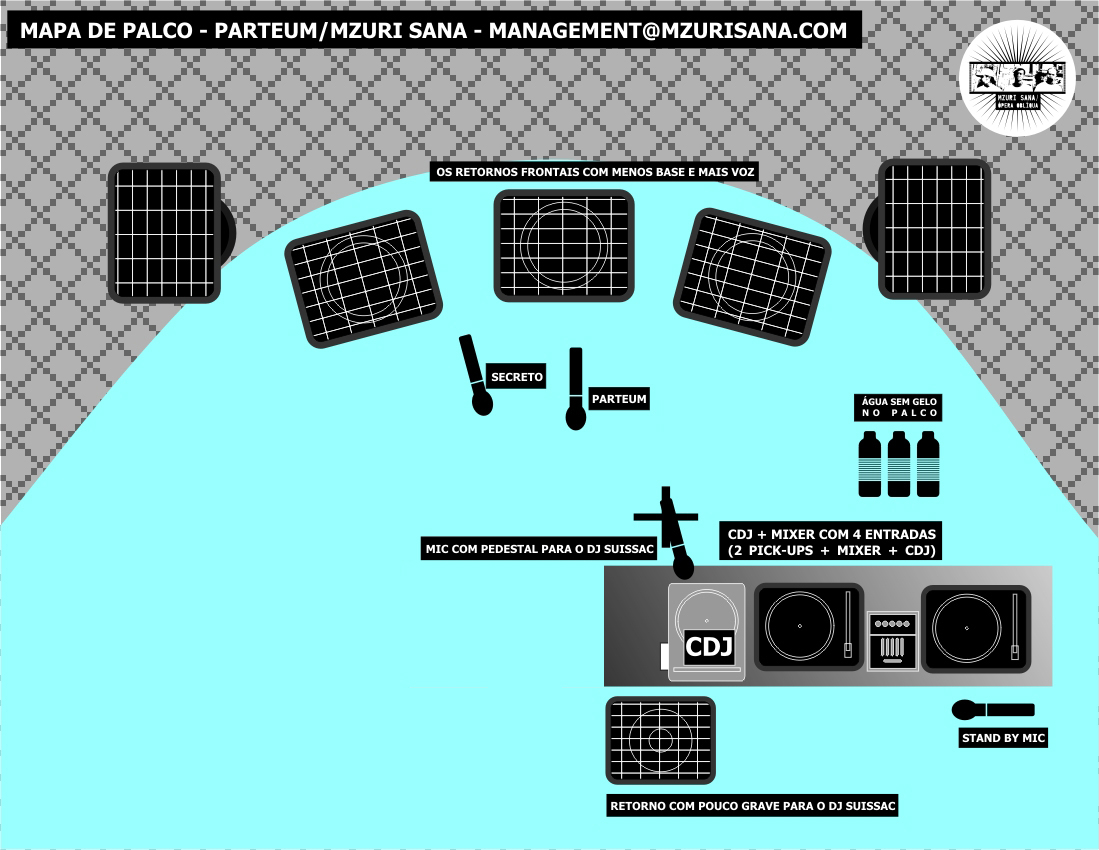 MAPA DE PALCO - PARTEUM/MZURI SANA - MANAGEMENT@MZURISANA.COM
MZURI SANA/
ÓPERA OBLÍQUA
OS RETORNOS FRONTAIS COM MENOS BASE E MAIS VOZ
SECRETO
PARTEUM
ÁGUA SEM GELO
NO PALCO
MIC COM PEDESTAL PARA O DJ SUISSAC
CDJ + MIXER COM 4 ENTRADAS
(2 PICK-UPS + MIXER + CDJ)
CDJ
STAND BY MIC
RETORNO COM POUCO GRAVE PARA O DJ SUISSAC